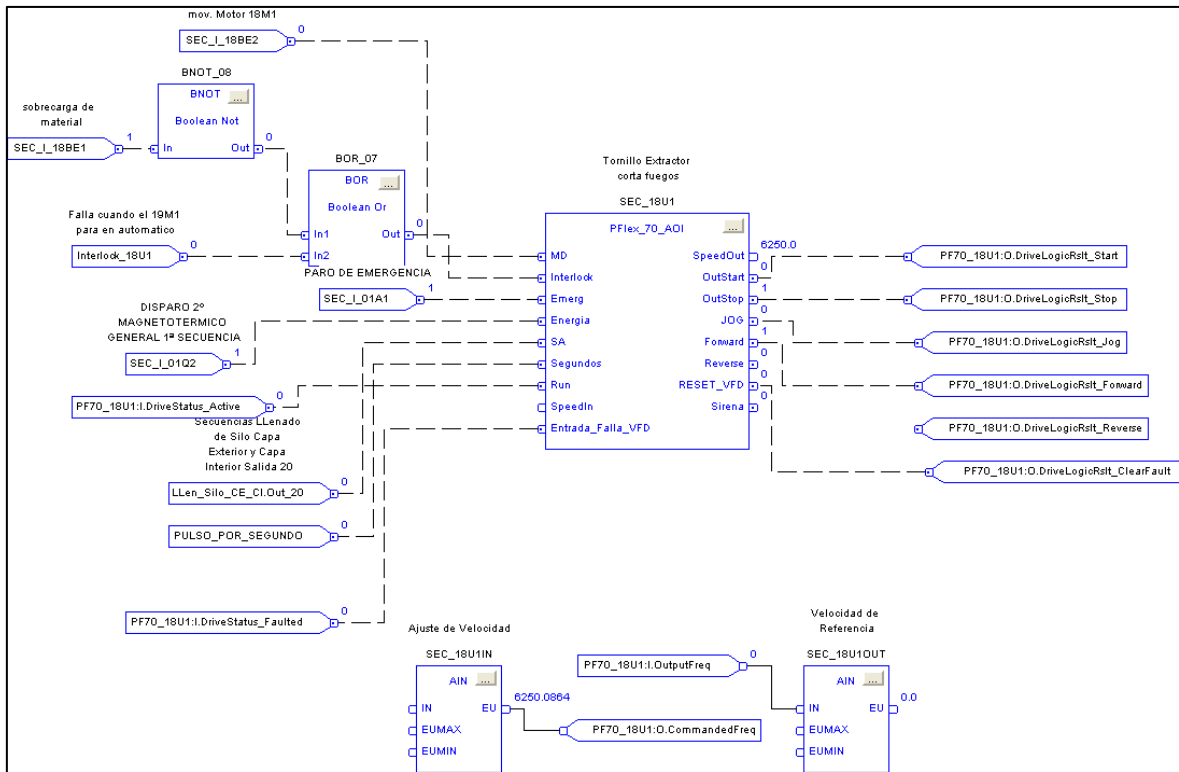 mov. Motor 18M1
0
SEC_I_18BE2
BNOT_08
BNOT
...
Boolean Not
In
Out
0
sobrecarga de
material
1
SEC_I_18BE1
BOR_07
BOR
...
Boolean Or
In1
Out
0
In2
Falla cuando el 19M1
para en automatico
0
Interlock_18U1
PARO DE EMERGENCIA
1
SEC_I_01A1
DISPARO 2º
MAGNETOTERMICO
GENERAL 1ª SECUENCIA
1
SEC_I_01Q2
0
PF70_18U1:I.DriveStatus_Active
Secuencias LLenado
de Silo Capa
Exterior y Capa
Interior Salida 20
0
LLen_Silo_CE_CI.Out_20
0
PULSO_POR_SEGUNDO
0
PF70_18U1:I.DriveStatus_Faulted
Tornillo Extractor
corta fuegos
SEC_18U1
PFlex_70_AOI
...
MD
SpeedOut
6250.0
Interlock
OutStart
0
Emerg
OutStop
1
Energia
JOG
0
SA
Forward
1
Segundos
Reverse
0
Run
RESET_VFD
0
SpeedIn
Sirena
0
Entrada_Falla_VFD
PF70_18U1:O.DriveLogicRslt_Start
PF70_18U1:O.DriveLogicRslt_Stop
PF70_18U1:O.DriveLogicRslt_Jog
PF70_18U1:O.DriveLogicRslt_Forward
PF70_18U1:O.DriveLogicRslt_Reverse
PF70_18U1:O.DriveLogicRslt_ClearFault
Ajuste de Velocidad
SEC_18U1IN
AIN
...
IN
EU
6250.0864
EUMAX
EUMIN
PF70_18U1:O.CommandedFreq
0
PF70_18U1:I.OutputFreq
Velocidad de
Referencia
SEC_18U1OUT
AIN
...
IN
EU
0.0
EUMAX
EUMIN